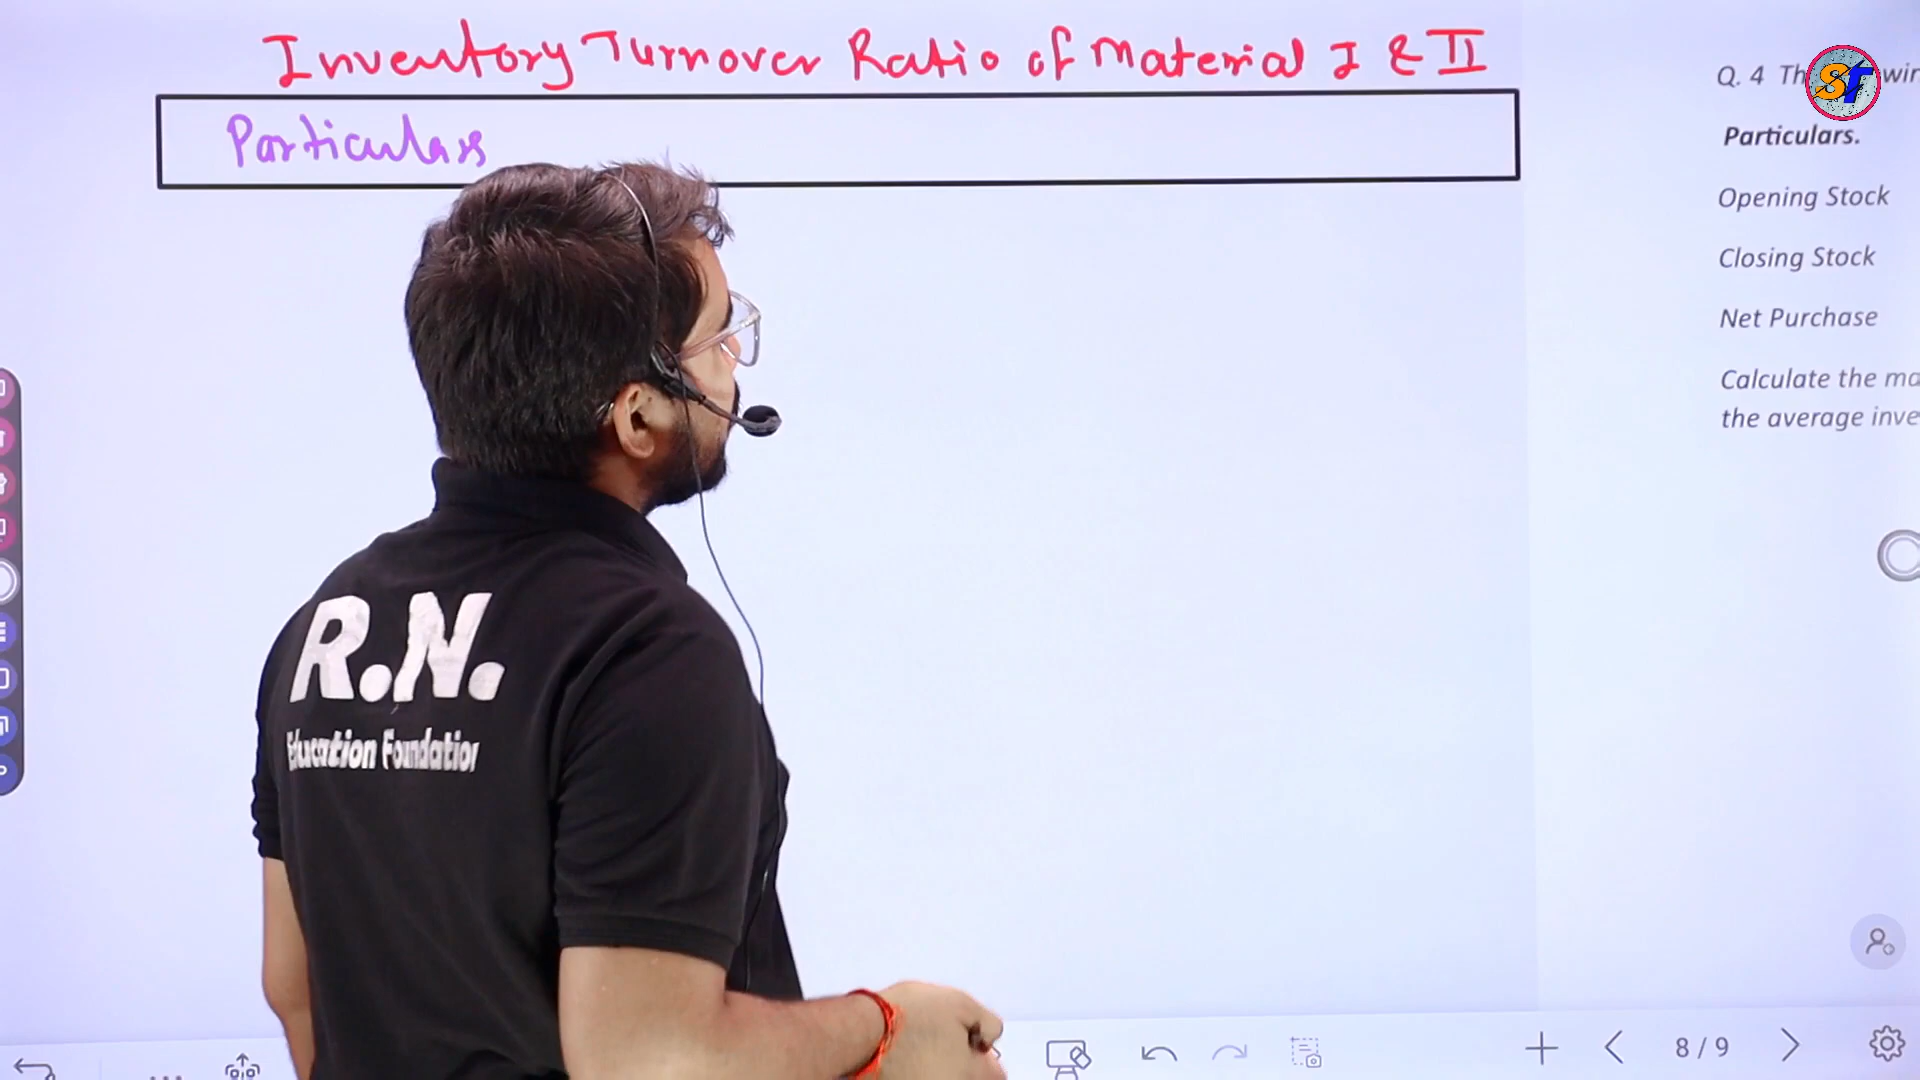 Inventory Turnover Ratio of Material I & II
Particulars
Q. 4 Th
ST
Particulars.
Opening Stock
Closing Stock
Net Purchase
Calculate the ma
the average inve
R.N.
Education Foundation
8/9